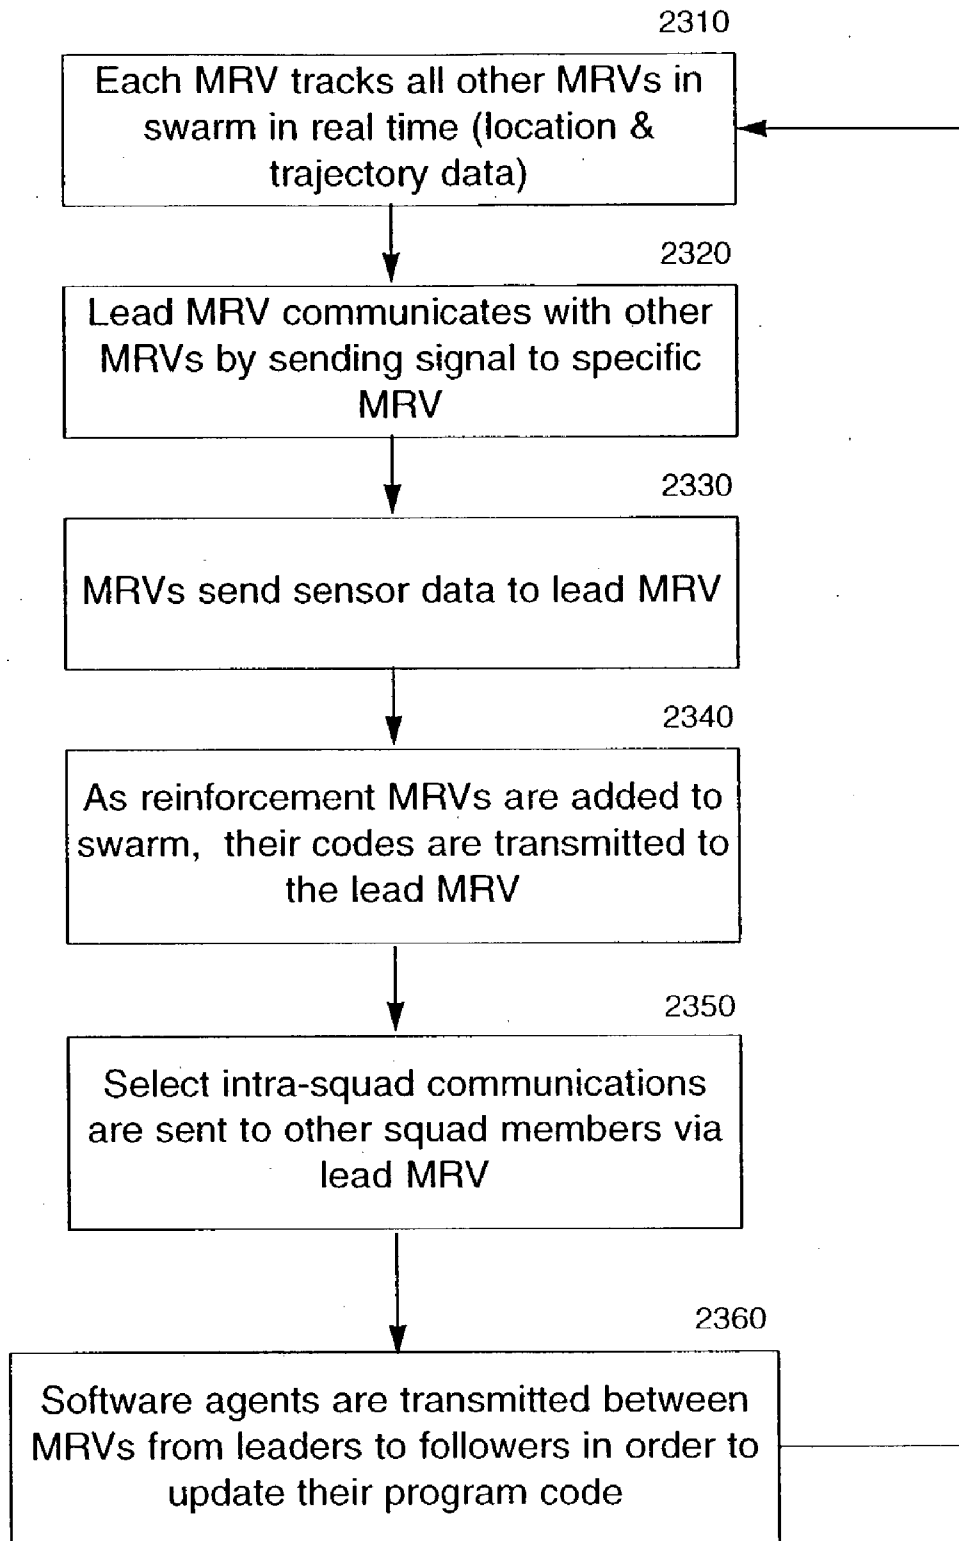 2310
Each MRV tracks all other MRVs in
swarm in real time (location &
trajectory data)
2320
Lead MRV communicates with other
MRVs by sending signal to specific
MRV
2330
MRVs send sensor data to lead MRV
2340
As reinforcement MRVs are added to
swarm, their codes are transmitted to
the lead MRV
2350
Select intra-squad communications
are sent to other squad members via
lead MRV
2360
Software agents are transmitted between
MRVs from leaders to followers in order to
update their program code